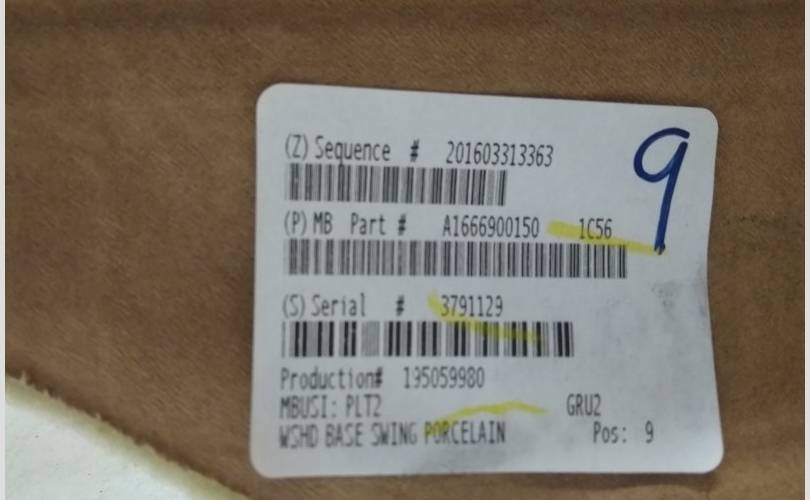 (Z) Sequence # 201603313363
9
(P) MB Part # A1666900150 1C56
(S) Serial # 3791129
Production# 195059980
MBUSI: PLT2 GRU2
WSHD BASE SWING PORCELAIN Pos: 9